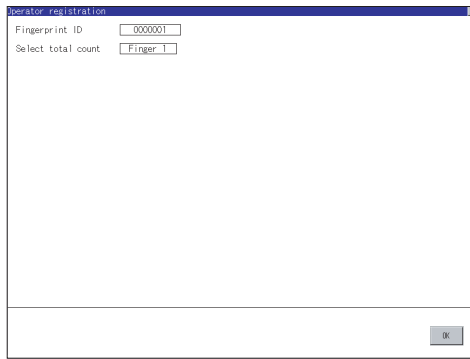 Operator registration
Fingerprint ID 0000001
Select total count Finger 1
OK